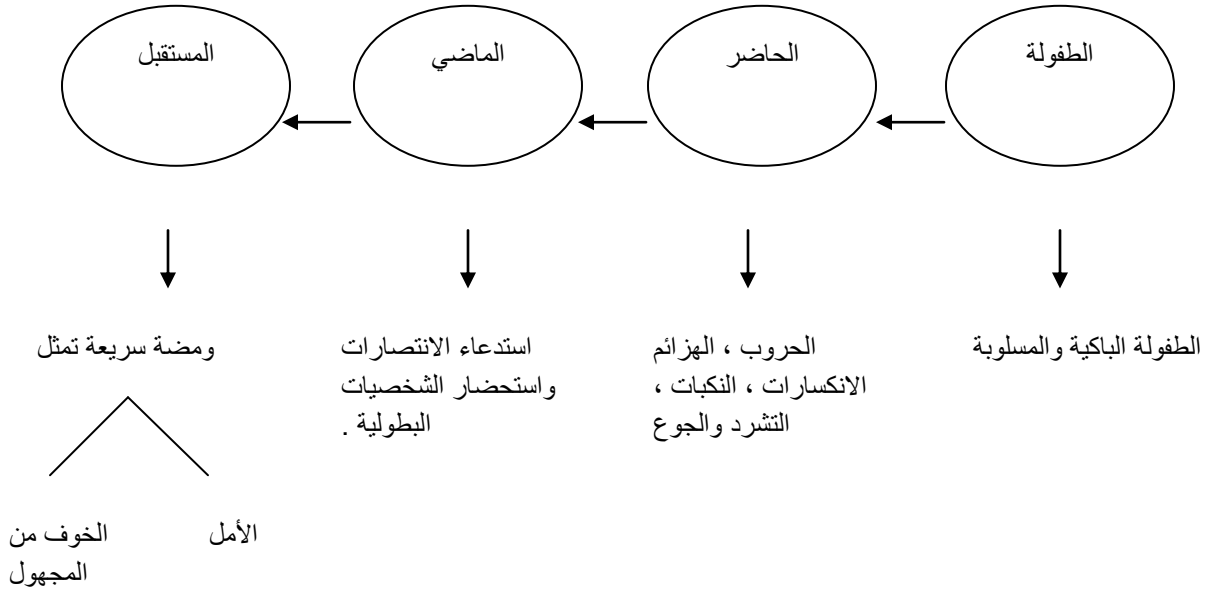 الطفولة
الحاضر
الماضي
المستقبل
الطفولة الباكية والمسلوبة
الحروب ، الهزائم
الانكسارات ، النكبات ،
التشرد والجوع
استدعاء الانتصارات
واستحضار الشخصيات
البطولية .
ومضة سريعة تمثل
الأمل
الخوف من
المجهول